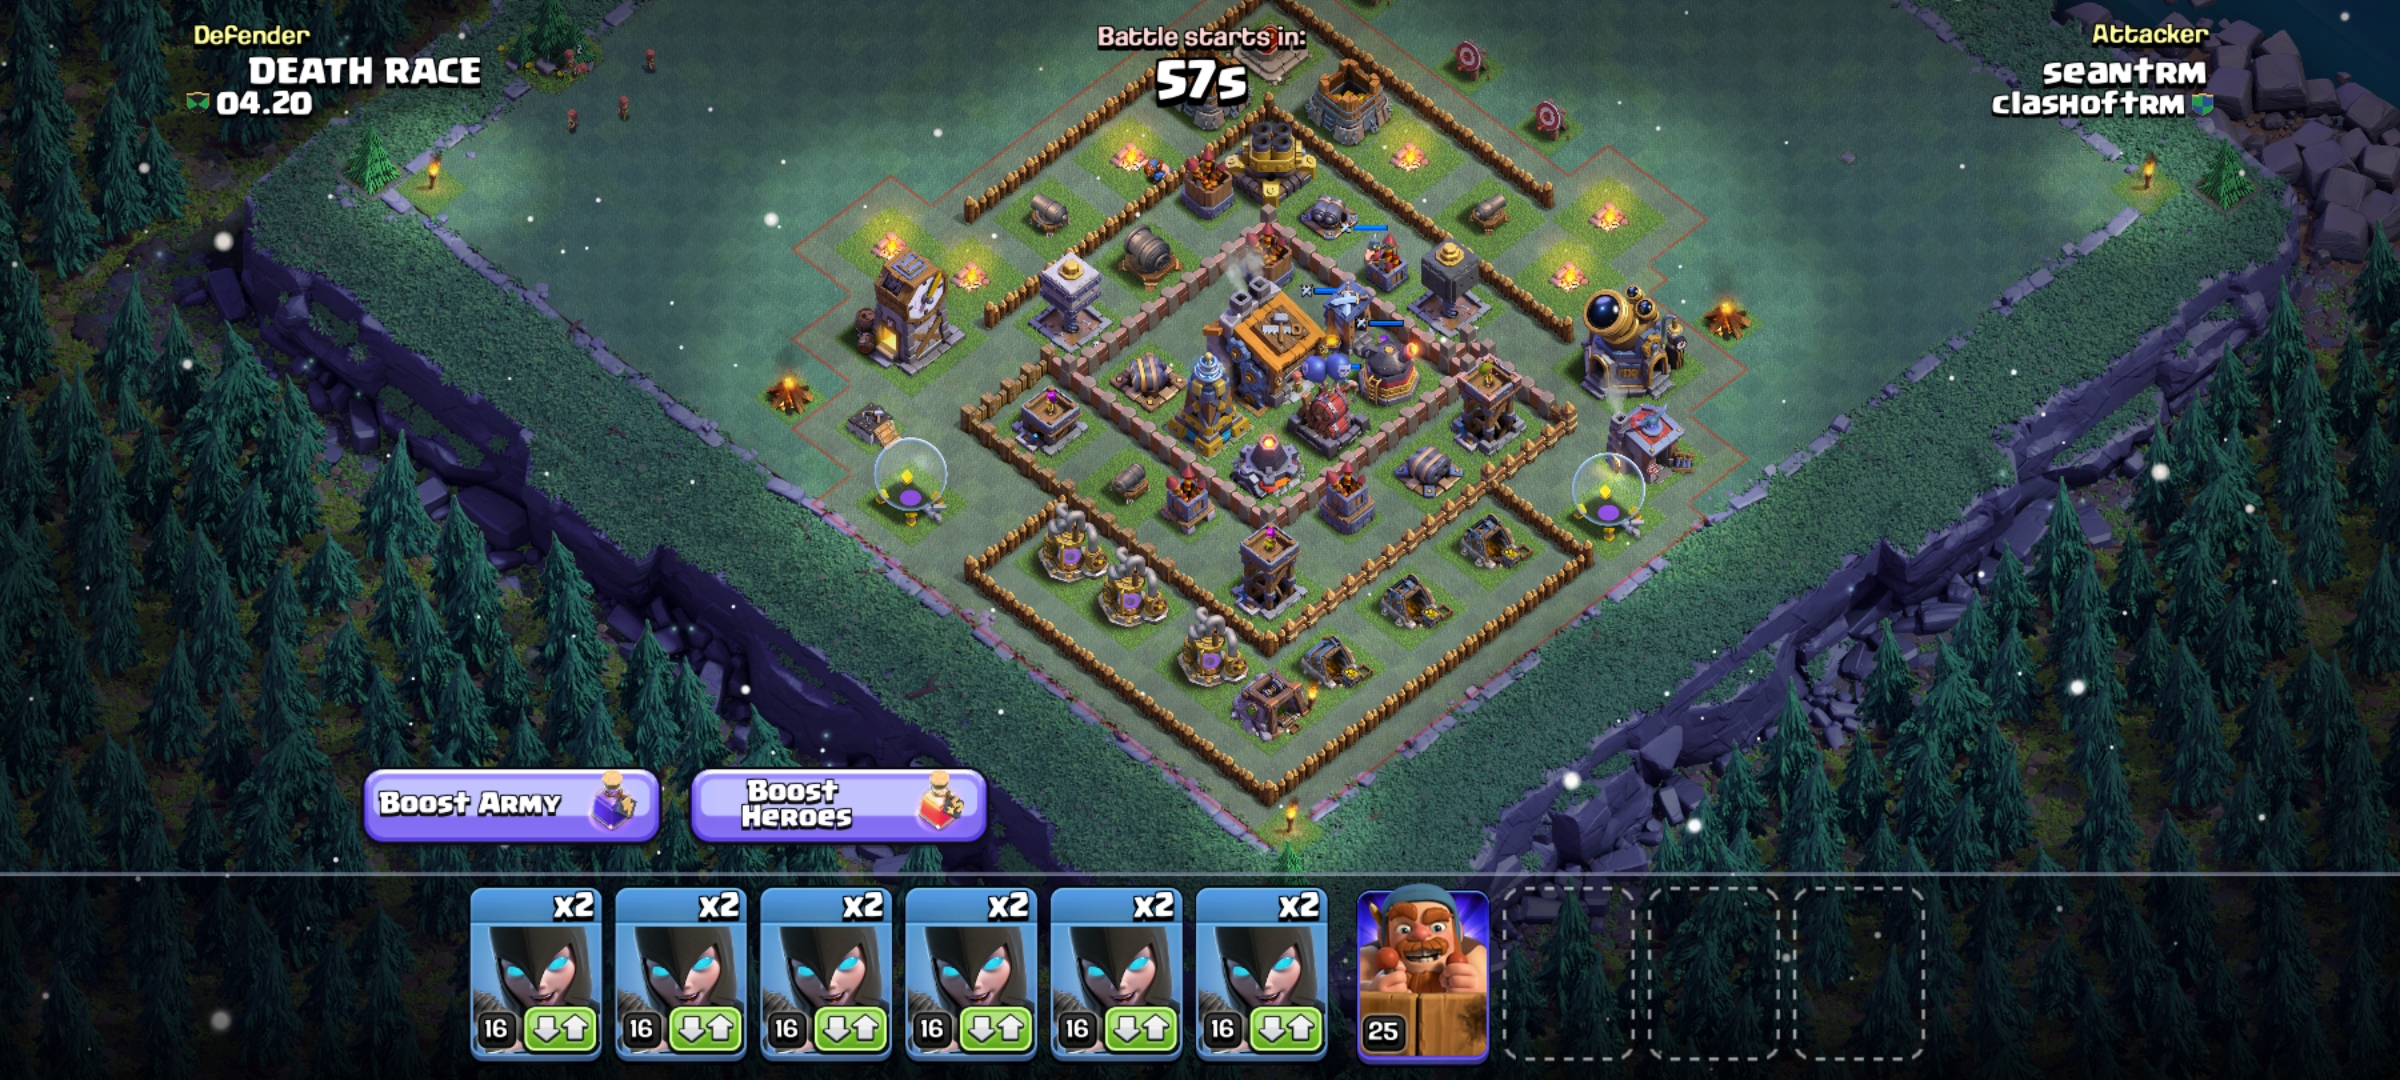 Defender
DEATH RACE
04.20
Battle starts in:
57s
Attacker
seantRM
clashoftRM
Boost Army
Boost
Heroes
x2
x2
x2
x2
x2
x2
16
16
16
16
16
16
25